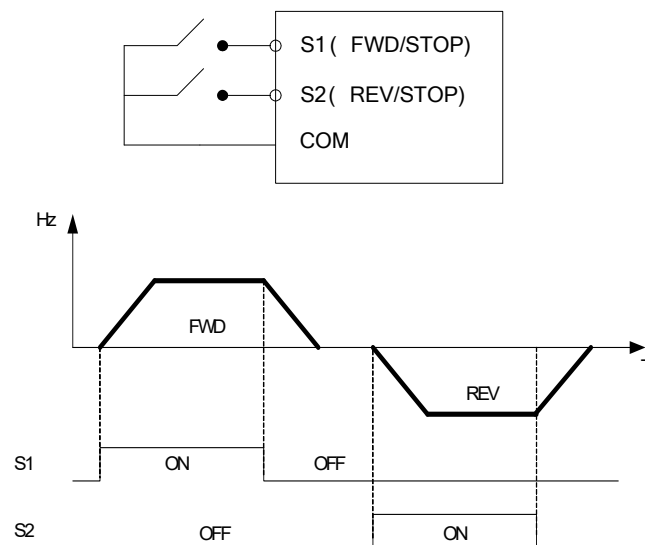 S1( FWD/STOP)
S2( REV/STOP)
COM
Hz
FWD
REV
S1 ON OFF
S2 OFF ON